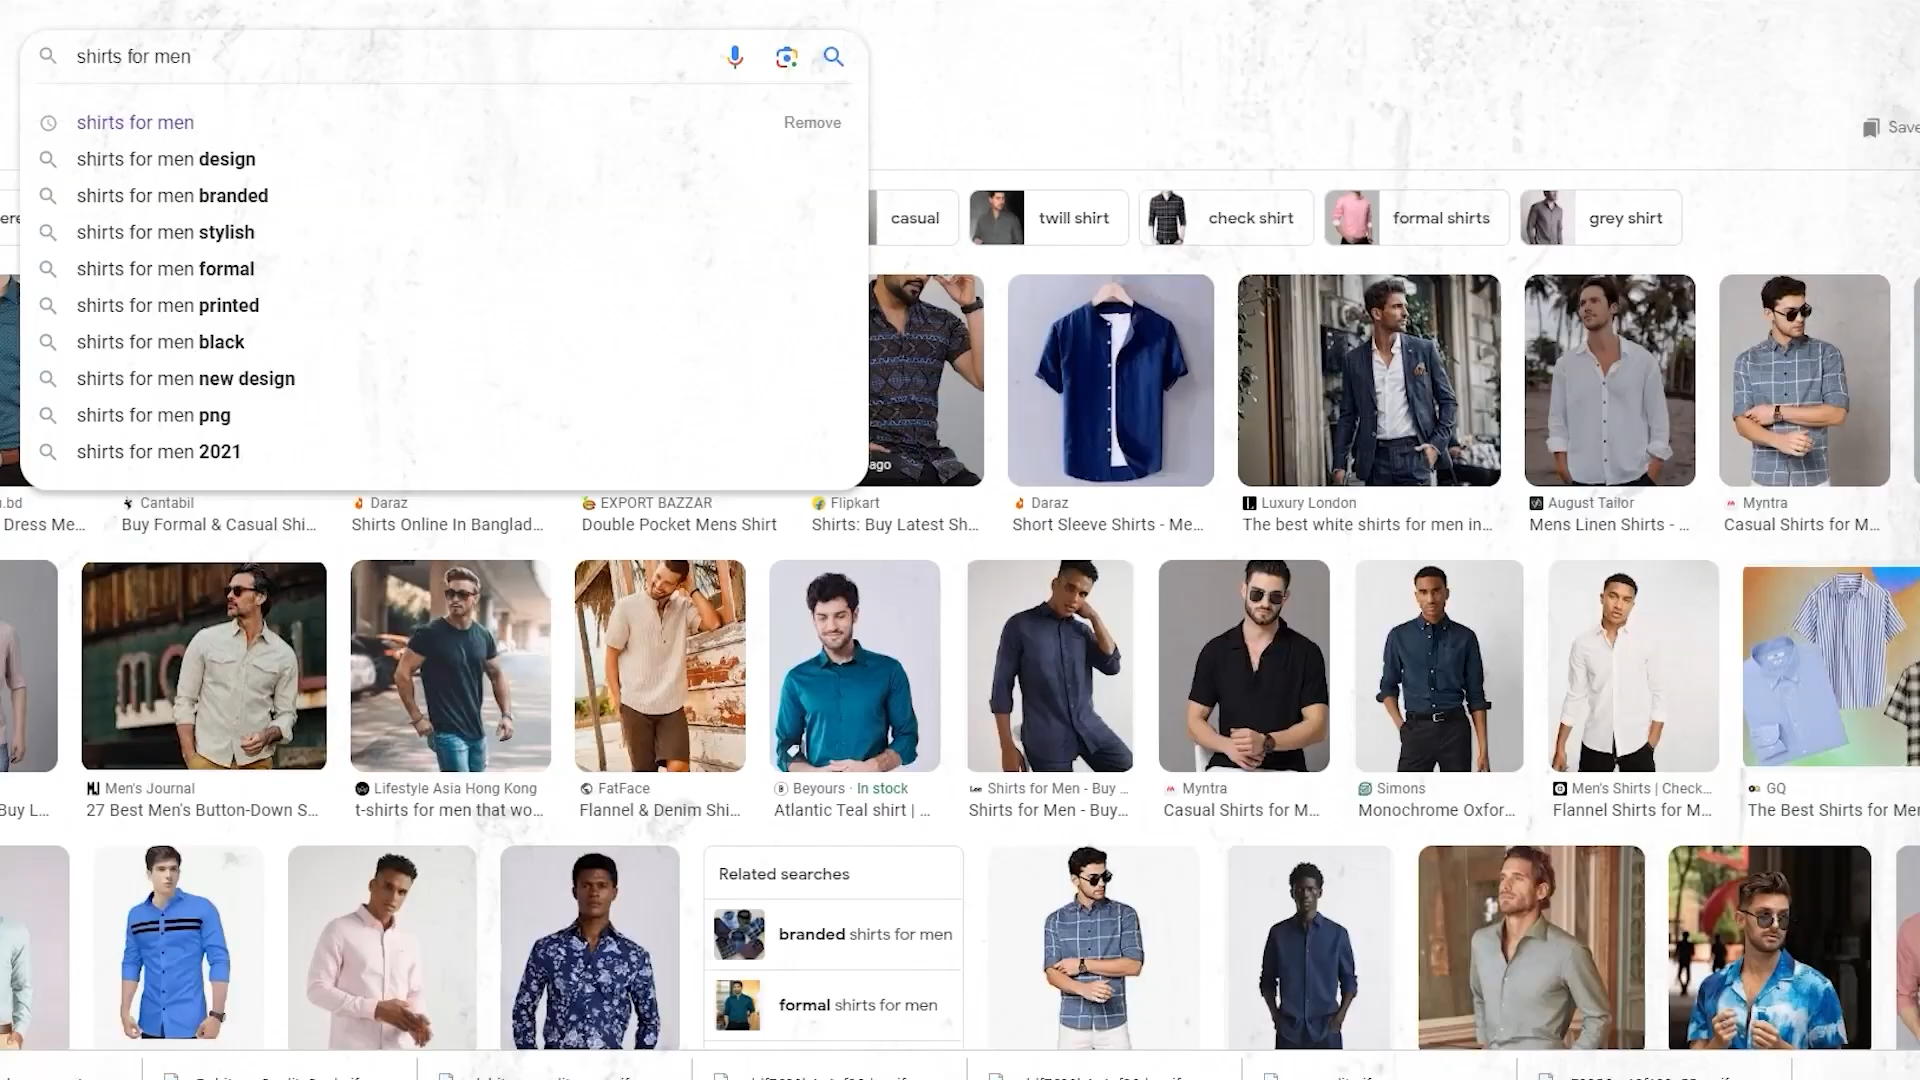 shirts for men
shirts for men
Remove
shirts for men design
shirts for men branded
shirts for men stylish
shirts for men formal
shirts for men printed
shirts for men black
shirts for men new design
shirts for men png
shirts for men 2021
Save
casual
twill shirt
check shirt
formal shirts
grey shirt
ago
.bd
Dress Me...
Cantabil
Buy Formal & Casual Shi...
Daraz
Shirts Online In Banglad...
EXPORT BAZZAR
Double Pocket Mens Shirt
Flipkart
Shirts: Buy Latest Sh...
Daraz
Short Sleeve Shirts - Me...
Luxury London
The best white shirts for men in...
August Tailor
Mens Linen Shirts - ...
Myntra
Casual Shirts for M...
Buy L...
Men's Journal
27 Best Men's Button-Down S...
Lifestyle Asia Hong Kong
t-shirts for men that wo...
FatFace
Flannel & Denim Shi...
Beyours · In stock
Atlantic Teal shirt | ...
Shirts for Men - Buy ...
Shirts for Men - Buy...
Myntra
Casual Shirts for M...
Simons
Monochrome Oxfor...
Men's Shirts | Check...
Flannel Shirts for M...
GQ
The Best Shirts for Men
Related searches
branded shirts for men
formal shirts for men